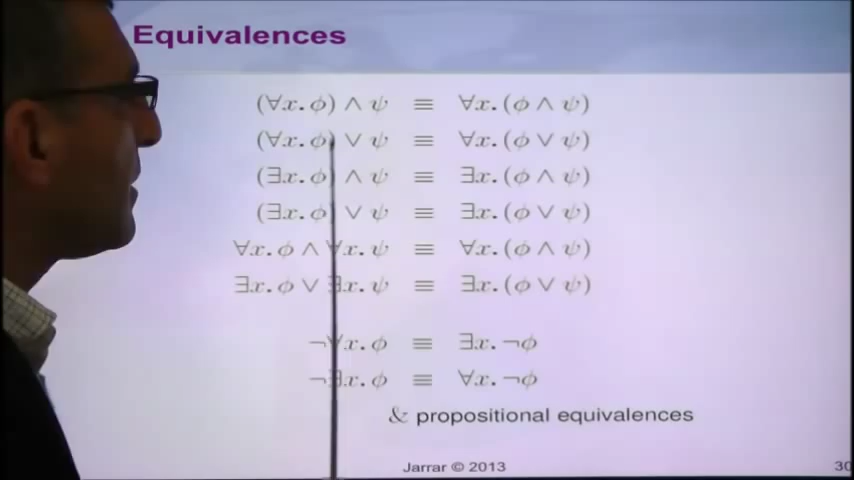 Equivalences
(∀x. ϕ) ∧ ψ ≡ ∀x. (ϕ ∧ ψ)
(∀x. ϕ) ∨ ψ ≡ ∀x. (ϕ ∨ ψ)
(∃x. ϕ) ∧ ψ ≡ ∃x. (ϕ ∧ ψ)
(∃x. ϕ) ∨ ψ ≡ ∃x. (ϕ ∨ ψ)
∀x. ϕ ∧ ∀x. ψ ≡ ∀x. (ϕ ∧ ψ)
∃x. ϕ ∨ ∃x. ψ ≡ ∃x. (ϕ ∨ ψ)
¬∀x. ϕ ≡ ∃x. ¬ϕ
¬∃x. ϕ ≡ ∀x. ¬ϕ
& propositional equivalences
Jarrar © 2013 30